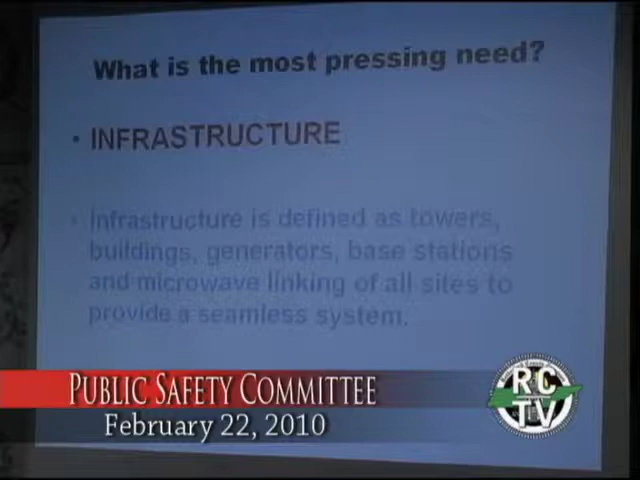 What is the most pressing need?
• INFRASTRUCTURE
• Infrastructure is defined as towers,
buildings, generators, base stations
and microwave linking of all sites to
provide a seamless system.
PUBLIC SAFETY COMMITTEE
February 22, 2010
RC
TV